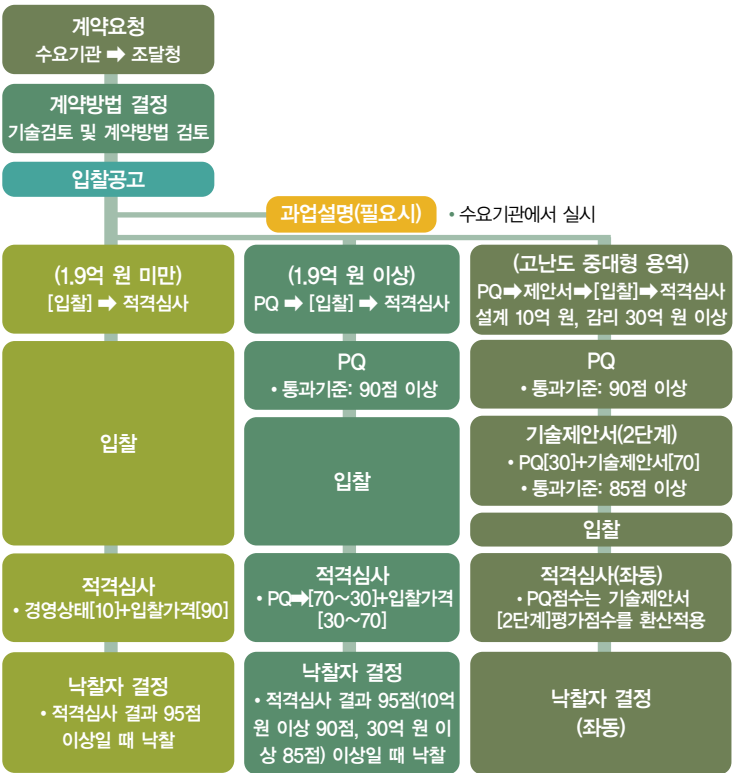 계약요청
수요기관 ➡ 조달청
계약방법 결정
기술검토 및 계약방법 검토
입찰공고
과업설명(필요시)
• 수요기관에서 실시
(1.9억 원 미만)
[입찰] ➡ 적격심사
(1.9억 원 이상)
PQ ➡ [입찰] ➡ 적격심사
(고난도 중대형 용역)
PQ➡제안서➡[입찰]➡적격심사
설계 10억 원, 감리 30억 원 이상
입찰
PQ
• 통과기준: 90점 이상
입찰
PQ
• 통과기준: 90점 이상
기술제안서(2단계)
• PQ[30]+기술제안서[70]
• 통과기준: 85점 이상
입찰
적격심사
• 경영상태[10]+입찰가격[90]
적격심사
• PQ➡[70~30]+입찰가격
[30~70]
적격심사(좌동)
• PQ점수는 기술제안서
[2단계]평가점수를 환산적용
낙찰자 결정
• 적격심사 결과 95점
이상일 때 낙찰
낙찰자 결정
• 적격심사 결과 95점(10억
원 이상 90점, 30억 원 이
상 85점) 이상일 때 낙찰
낙찰자 결정
(좌동)